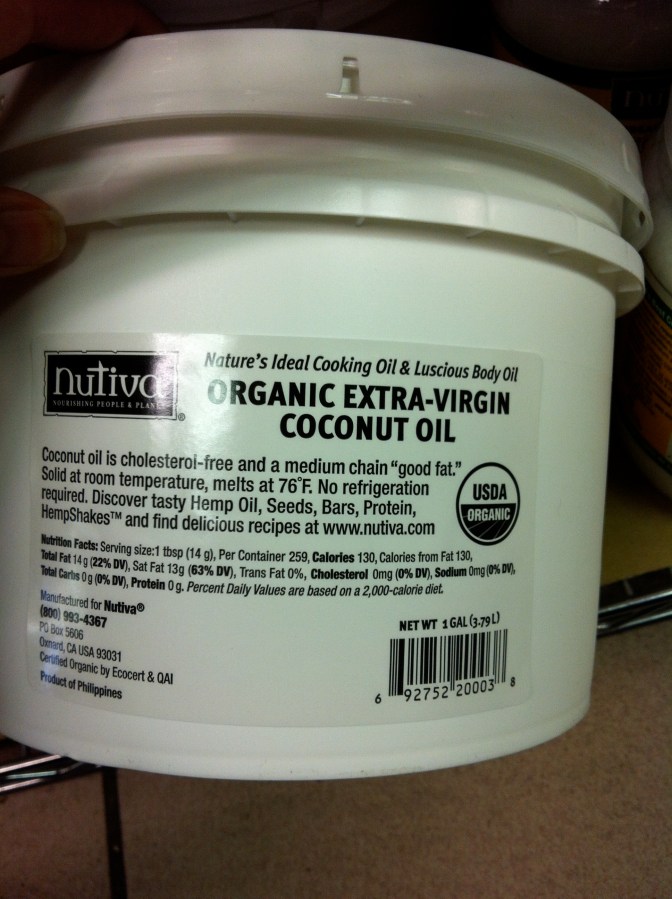 nutiva
NOURISHING PEOPLE & PLANET
®
Nature's Ideal Cooking Oil & Luscious Body Oil
ORGANIC EXTRA-VIRGIN
COCONUT OIL
Coconut oil is cholesterol-free and a medium chain “good fat.”
Solid at room temperature, melts at 76°F. No refrigeration
required. Discover tasty Hemp Oil, Seeds, Bars, Protein,
HempShakes™ and find delicious recipes at www.nutiva.com
USDA
ORGANIC
Nutrition Facts: Serving size:1 tbsp (14 g), Per Container 259, Calories 130, Calories from Fat 130,
Total Fat 14 g (22% DV), Sat Fat 13g (63% DV), Trans Fat 0%, Cholesterol 0mg (0% DV), Sodium 0mg (0% DV),
Total Carbs 0 g (0% DV), Protein 0 g. Percent Daily Values are based on a 2,000-calorie diet.
Manufactured for Nutiva®
(800) 993-4367
PO Box 5606
Oxnard, CA USA 93031
Certified Organic by Ecocert & QAI
Product of Philippines
NET WT 1 GAL (3.79 L)
6 92752 20003 8